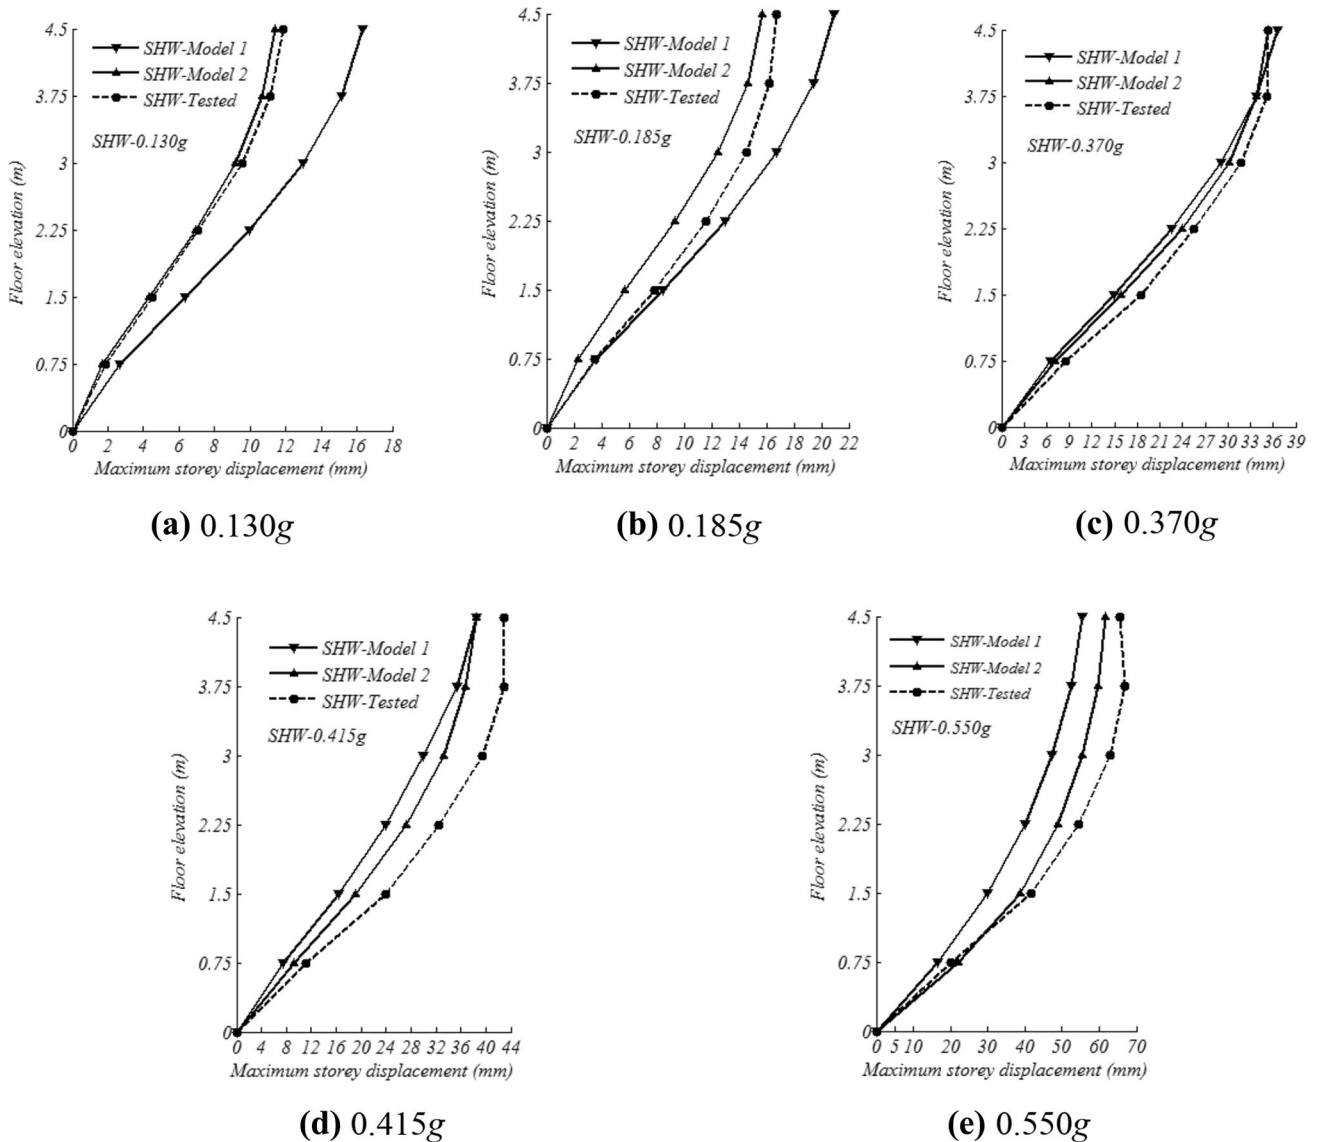 4.5
3.75
3
2.25
1.5
0.75
0
SHW-Model 1
SHW-Model 2
SHW-Tested
SHW-0.130g
Floor elevation (m)
0 2 4 6 8 10 12 14 16 18
Maximum storey displacement (mm)
(a) 0.130g
4.5
3.75
3
2.25
1.5
0.75
0
SHW-Model 1
SHW-Model 2
SHW-Tested
SHW-0.185g
Floor elevation (m)
0 2 4 6 8 10 12 14 16 18 20 22
Maximum storey displacement (mm)
(b) 0.185g
4.5
3.75
3
2.25
1.5
0.75
0
SHW-Model 1
SHW-Model 2
SHW-Tested
SHW-0.370g
Floor elevation (m)
0 3 6 9 12 15 18 21 24 27 30 33 36 39
Maximum storey displacement (mm)
(c) 0.370g
4.5
3.75
3
2.25
1.5
0.75
0
SHW-Model 1
SHW-Model 2
SHW-Tested
SHW-0.415g
Floor elevation (m)
0 4 8 12 16 20 24 28 32 36 40 44
Maximum storey displacement (mm)
(d) 0.415g
4.5
3.75
3
2.25
1.5
0.75
0
SHW-Model 1
SHW-Model 2
SHW-Tested
SHW-0.550g
Floor elevation (m)
0 5 10 20 30 40 50 60 70
Maximum storey displacement (mm)
(e) 0.550g